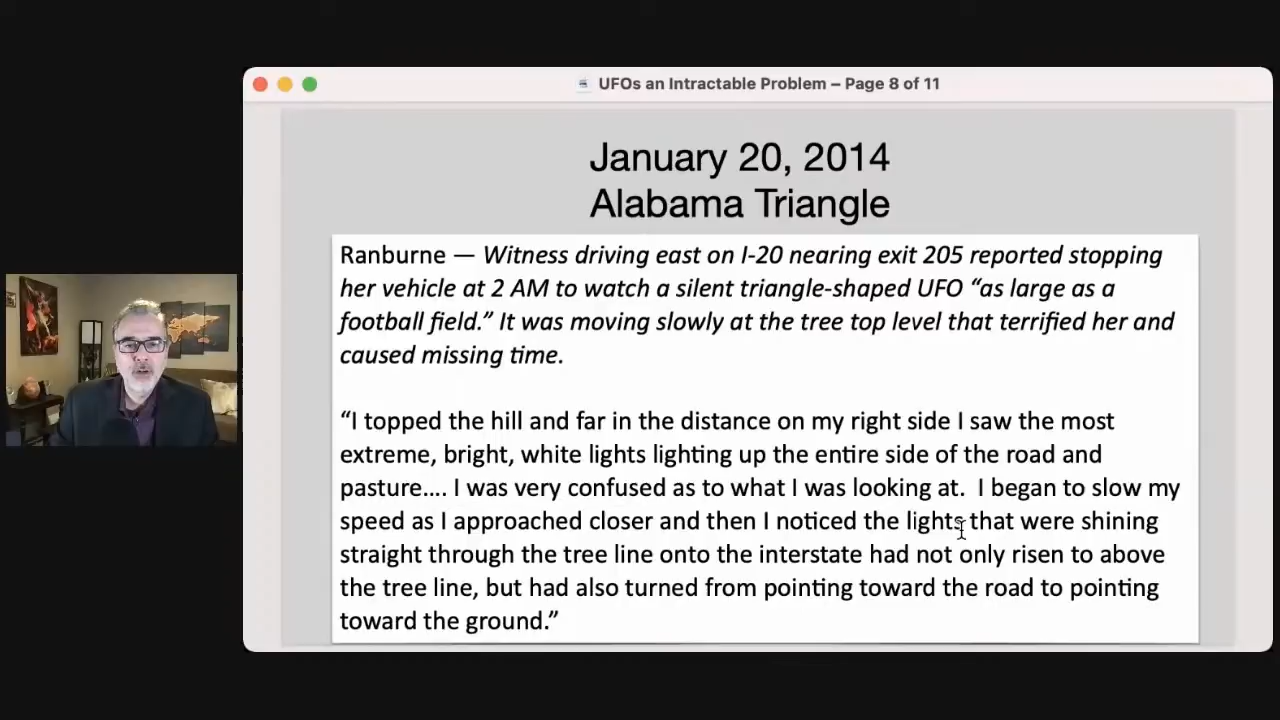 UFOs an Intractable Problem – Page 8 of 11
January 20, 2014
Alabama Triangle
Ranburne — Witness driving east on I-20 nearing exit 205 reported stopping
her vehicle at 2 AM to watch a silent triangle-shaped UFO “as large as a
football field.” It was moving slowly at the tree top level that terrified her and
caused missing time.
“I topped the hill and far in the distance on my right side I saw the most
extreme, bright, white lights lighting up the entire side of the road and
pasture…. I was very confused as to what I was looking at.  I began to slow my
speed as I approached closer and then I noticed the lights that were shining
straight through the tree line onto the interstate had not only risen to above
the tree line, but had also turned from pointing toward the road to pointing
toward the ground.”